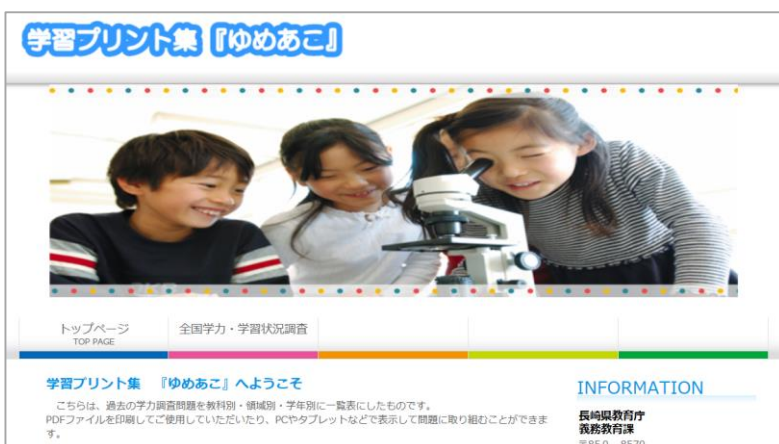 学習プリント集『ゆめあこ』
トップページ
TOP PAGE
全国学力・学習状況調査
学習プリント集　『ゆめあこ』へようこそ
こちらは、過去の学力調査問題を教科別・領域別・学年別に一覧表にしたものです。
PDFファイルを印刷してご使用していただいたり、PCやタブレットなどで表示して問題に取り組むことができま
す。
INFORMATION
長崎県教育庁
義務教育課
〒850－8570